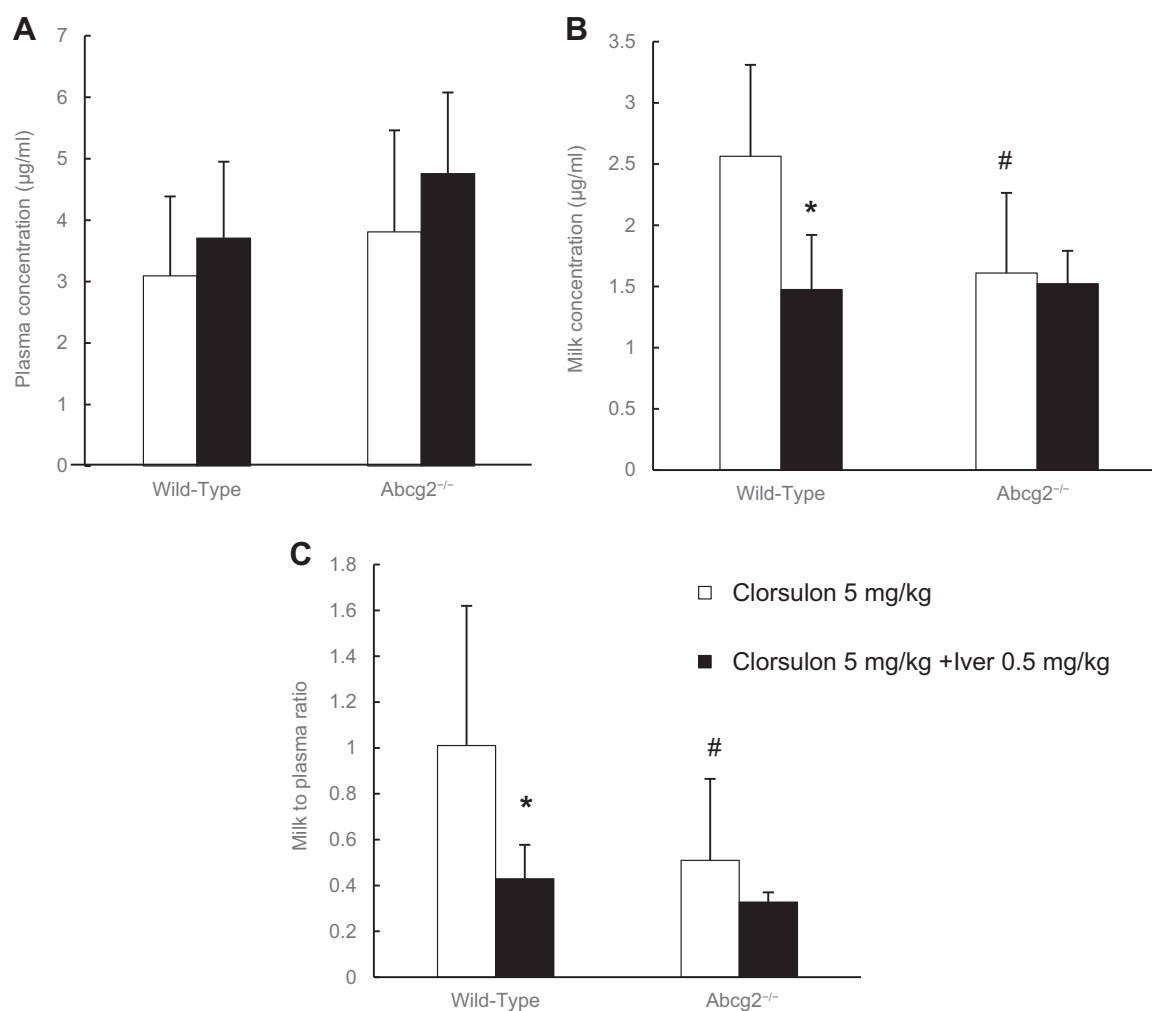 A
Plasma concentration (μg/ml)
7
6
5
4
3
2
1
0
Wild-Type
Abcg2⁻/⁻
B
Milk concentration (μg/ml)
3.5
3
2.5
2
1.5
1
0.5
0
*
#
Wild-Type
Abcg2⁻/⁻
C
Milk to plasma ratio
1.8
1.6
1.4
1.2
1
0.8
0.6
0.4
0.2
0
*
#
Wild-Type
Abcg2⁻/⁻
Clorsulon 5 mg/kg
Clorsulon 5 mg/kg +Iver 0.5 mg/kg